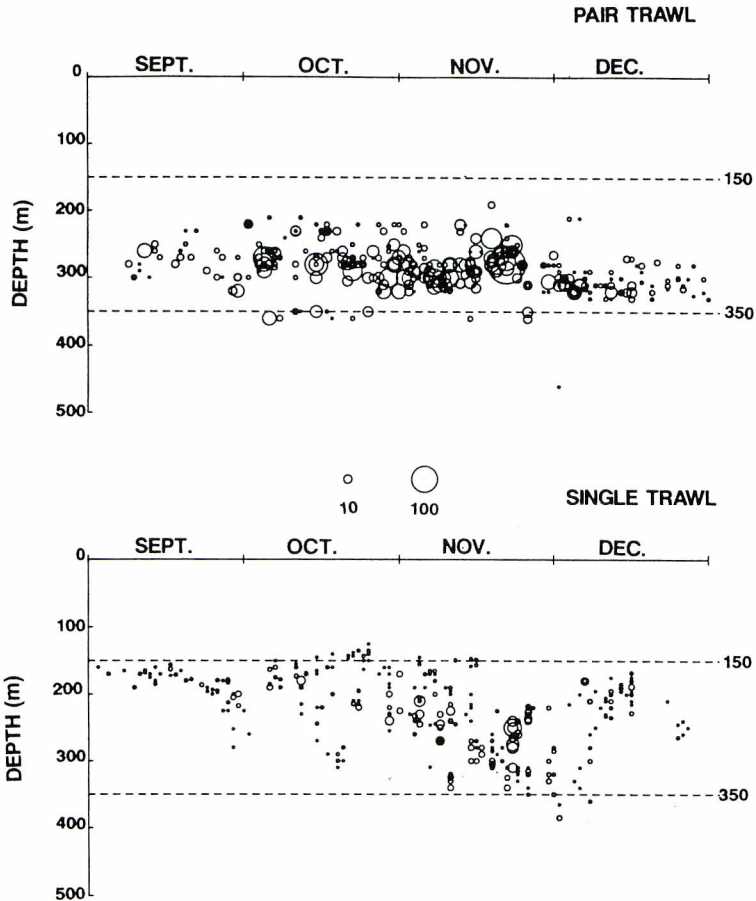 PAIR TRAWL
SEPT. OCT. NOV. DEC.
0
100
150
200
300
350
400
500
DEPTH (m)
10 100
SINGLE TRAWL
SEPT. OCT. NOV. DEC.
0
100
150
200
300
350
400
500
DEPTH (m)